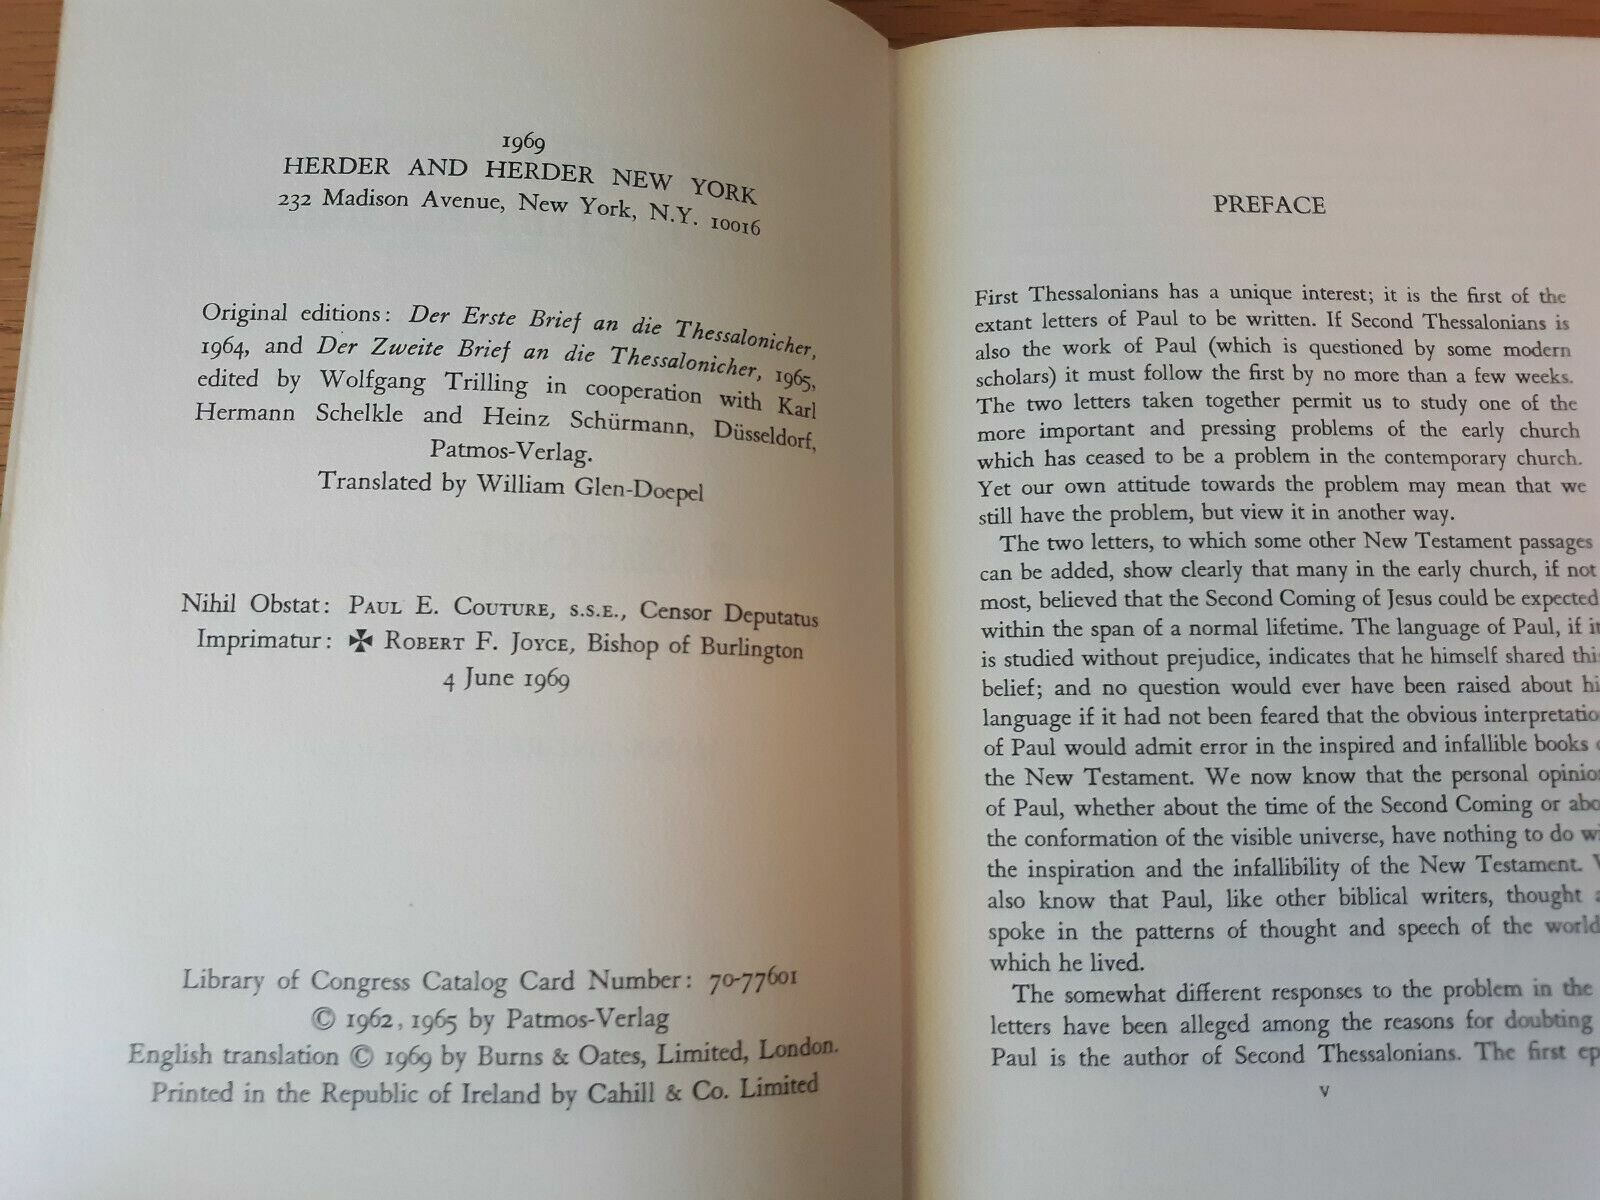 1969
HERDER AND HERDER NEW YORK
232 Madison Avenue, New York, N.Y. 10016
Original editions: Der Erste Brief an die Thessalonicher,
1964, and Der Zweite Brief an die Thessalonicher, 1965,
edited by Wolfgang Trilling in cooperation with Karl
Hermann Schelkle and Heinz Schürmann, Düsseldorf,
Patmos-Verlag.
Translated by William Glen-Doepel
Nihil Obstat: PAUL E. COUTURE, S.S.E., Censor Deputatus
Imprimatur: ✠ ROBERT F. JOYCE, Bishop of Burlington
4 June 1969
Library of Congress Catalog Card Number: 70-77601
© 1962, 1965 by Patmos-Verlag
English translation © 1969 by Burns & Oates, Limited, London.
Printed in the Republic of Ireland by Cahill & Co. Limited
PREFACE
First Thessalonians has a unique interest; it is the first of the
extant letters of Paul to be written. If Second Thessalonians is
also the work of Paul (which is questioned by some modern
scholars) it must follow the first by no more than a few weeks.
The two letters taken together permit us to study one of the
more important and pressing problems of the early church
which has ceased to be a problem in the contemporary church.
Yet our own attitude towards the problem may mean that we
still have the problem, but view it in another way.
The two letters, to which some other New Testament passages
can be added, show clearly that many in the early church, if not
most, believed that the Second Coming of Jesus could be expected
within the span of a normal lifetime. The language of Paul, if
is studied without prejudice, indicates that he himself shared
belief; and no question would ever have been raised about
language if it had not been feared that the obvious
of Paul would admit error in the inspired and infallible books
the New Testament. We now know that the personal
of Paul, whether about the time of the Second Coming or
the conformation of the visible universe, have nothing to do
the inspiration and the infallibility of the New Testament.
also know that Paul, like other biblical writers, thought
spoke in the patterns of thought and speech of the world
which he lived.
The somewhat different responses to the problem in the
letters have been alleged among the reasons for doubting
Paul is the author of Second Thessalonians. The first
v